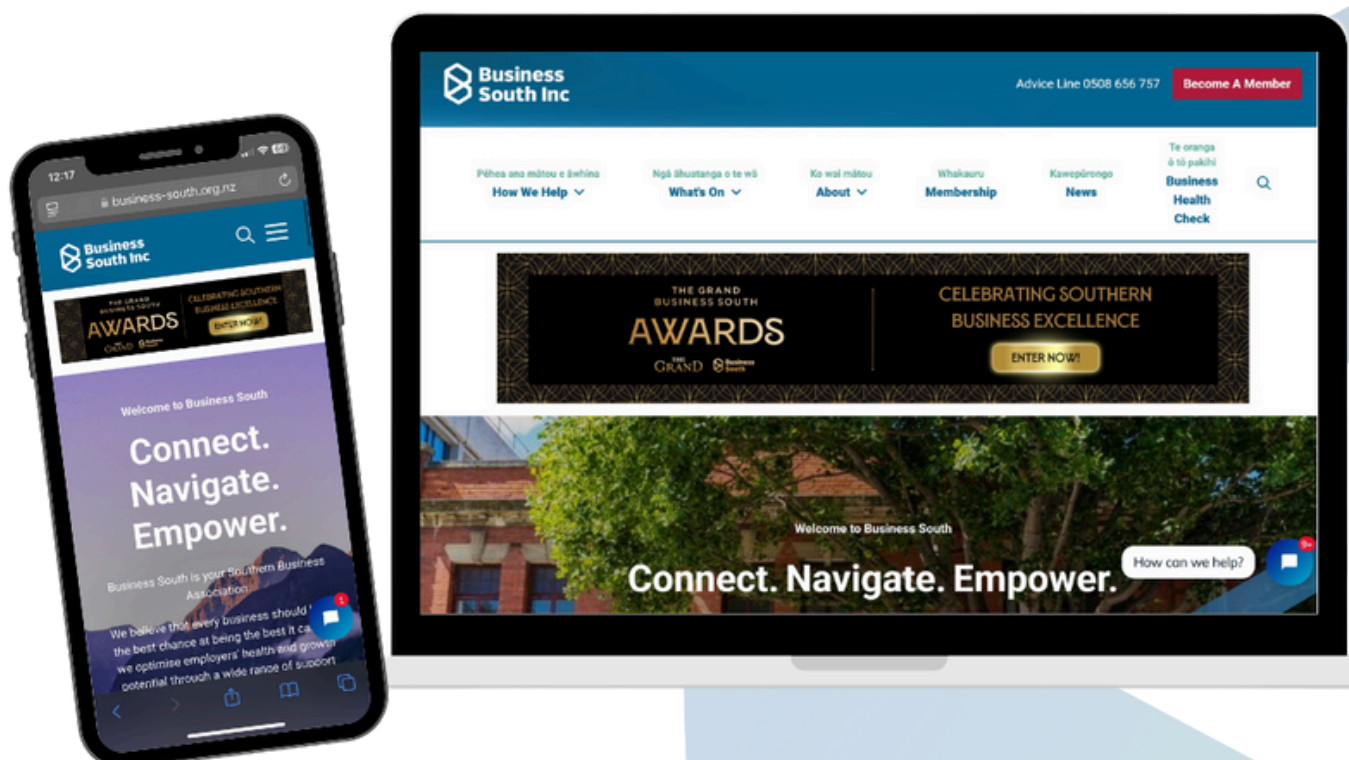 12:17
business-south.org.nz
Business
South Inc
THE GRAND
BUSINESS SOUTH
AWARDS
THE
GRAND
Business
South
CELEBRATING SOUTHERN
BUSINESS EXCELLENCE
ENTER NOW!
Welcome to Business South
Connect.
Navigate.
Empower.
Business South is your Southern Business
Association
We believe that every business should
the best chance at being the best it
we optimise employers' health and growth
potential through a wide range of support
1
Business
South Inc
Advice Line 0508 656 757
Become A Member
Pēhea ana mātou e āwhina
How We Help
Ngā āhuatanga o te wā
What's On
Ko wai mātou
About
Whakauru
Membership
Kawepūrongo
News
Te oranga
ō tō pakihi
Business
Health
Check
THE GRAND
BUSINESS SOUTH
AWARDS
THE
GRAND
Business
South
CELEBRATING SOUTHERN
BUSINESS EXCELLENCE
ENTER NOW!
Welcome to Business South
Connect. Navigate. Empower.
How can we help?
9+